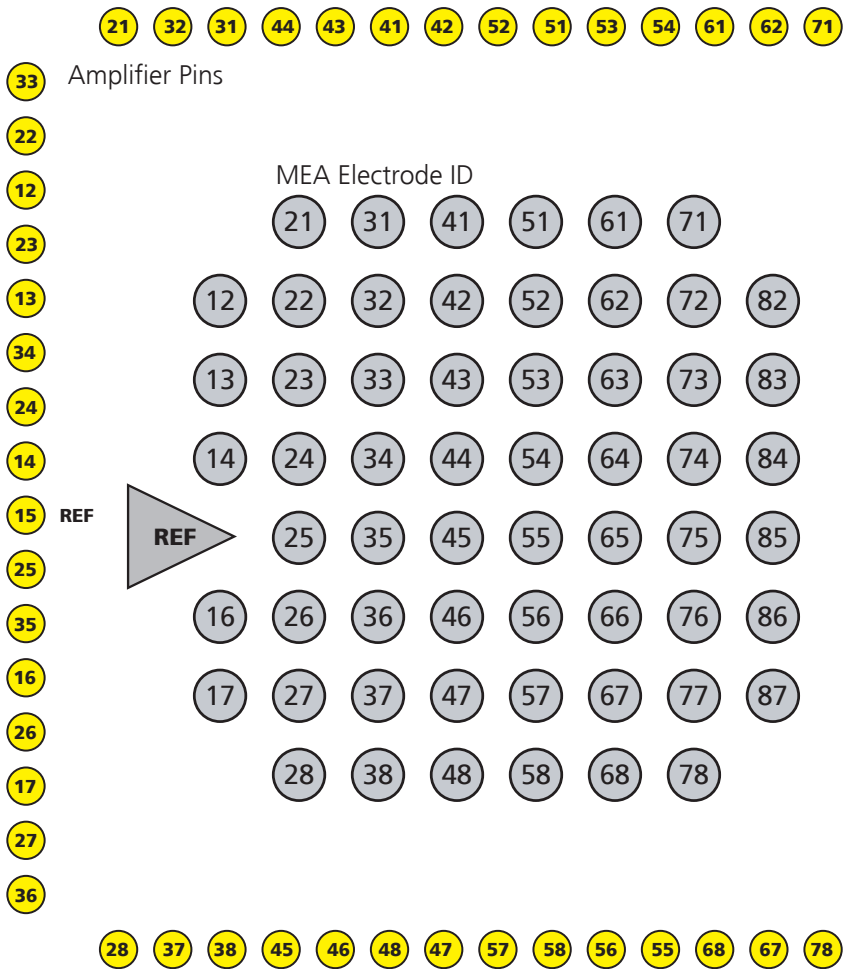 21 32 31 44 43 41 42 52 51 53 54 61 62 71
33 Amplifier Pins
22
12
MEA Electrode ID
21 31 41 51 61 71
23
13
12 22 32 42 52 62 72 82
34
13 23 33 43 53 63 73 83
24
14
14 24 34 44 54 64 74 84
15 REF
REF 25 35 45 55 65 75 85
25
35
16 26 36 46 56 66 76 86
16
17 27 37 47 57 67 77 87
26
17
28 38 48 58 68 78
27
36
28 37 38 45 46 48 47 57 58 56 55 68 67 78